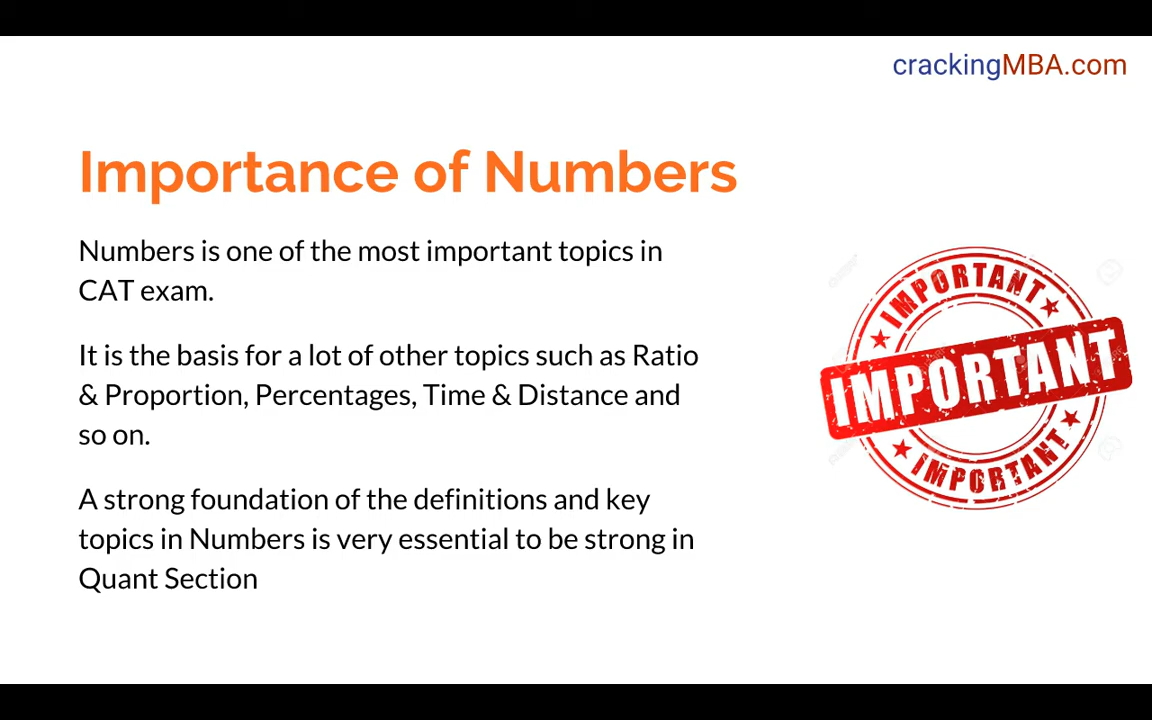 crackingMBA.com
Importance of Numbers
Numbers is one of the most important topics in
CAT exam.
It is the basis for a lot of other topics such as Ratio
& Proportion, Percentages, Time & Distance and
so on.
A strong foundation of the definitions and key
topics in Numbers is very essential to be strong in
Quant Section
IMPORTANT
IMPORTANT
IMPORTANT